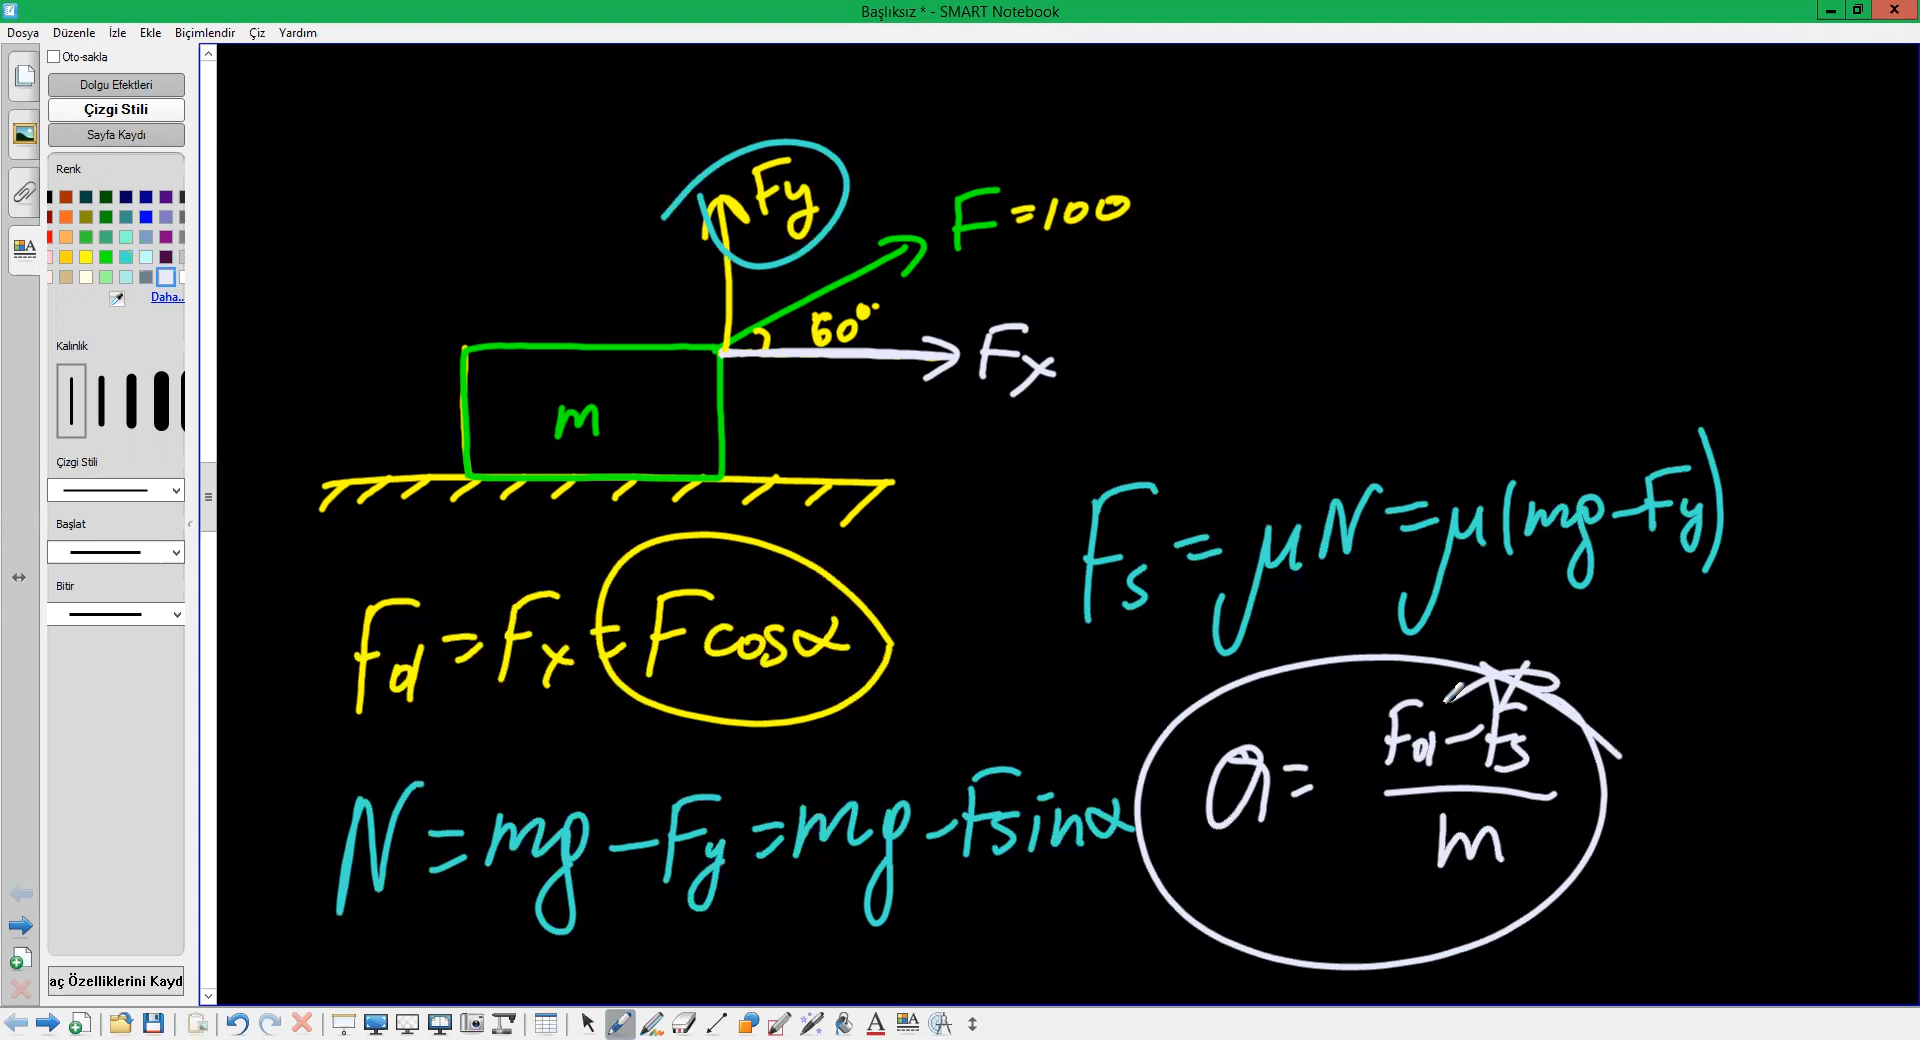 Başlıksız * - SMART Notebook
Dosya Düzenle İzle Ekle Biçimlendir Çiz Yardım
Oto-sakla
Dolgu Efektleri
Çizgi Stili
Sayfa Kaydı
Renk
Daha..
Kalınlık
Çizgi Stili
Başlat
Bitir
aç Özelliklerini Kayd
Fy
F =100
60°
Fx
m
Fs = μN = μ(mg-Fy)
Fd = Fx = Fcosα
a = Fd-Fs
m
N = mg - Fy = mg - Fsinα